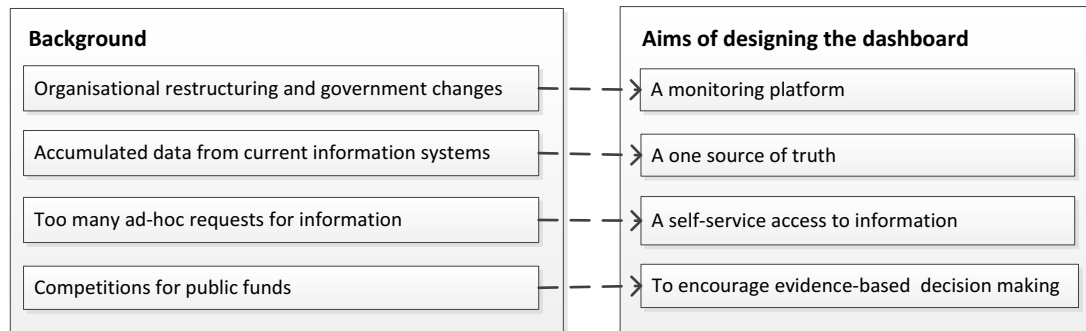 Background
Organisational restructuring and government changes
Accumulated data from current information systems
Too many ad-hoc requests for information
Competitions for public funds
Aims of designing the dashboard
A monitoring platform
A one source of truth
A self-service access to information
To encourage evidence-based  decision making